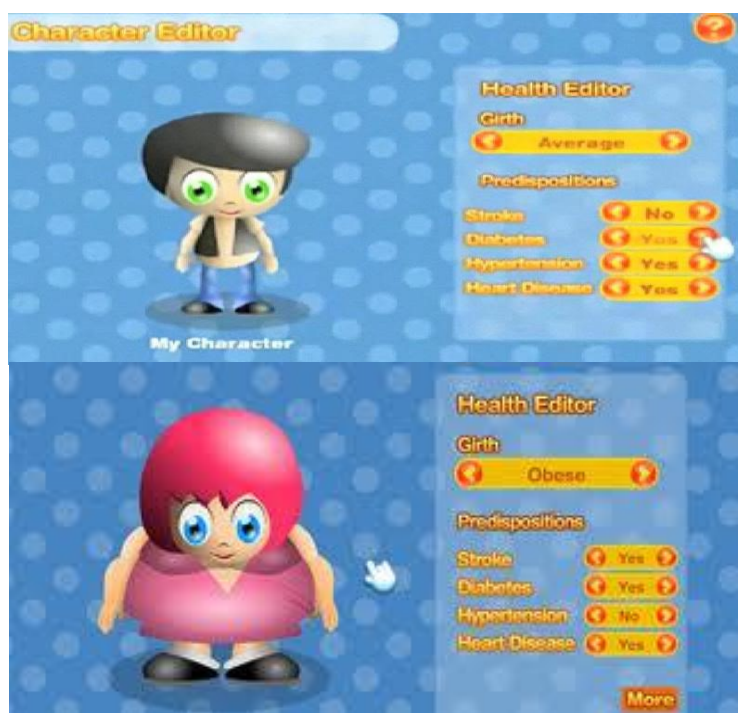 Character Editor ?
Health Editor
Girth
Average
Predispositions
Stroke No
Diabetes Yes
Hypertension Yes
Heart Disease Yes
My Character
Health Editor
Girth
Obese
Predispositions
Stroke Yes
Diabetes Yes
Hypertension No
Heart Disease Yes
More